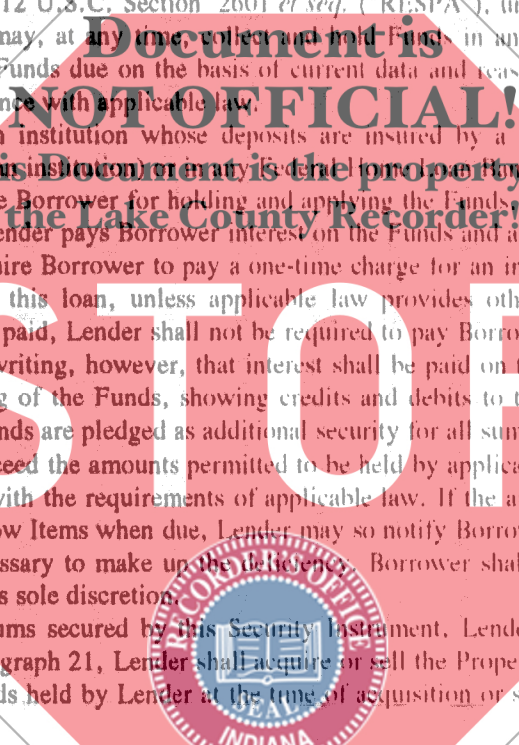 12 U.S.C. Section 2601 et seq. ("RESPA"), un
Document is
may, at any time, collect and hold Funds in an
Funds due on the basis of current data and reas
nce with applicable law.
NOT OFFICIAL!
n institution whose deposits are insured by a
is Document is the property
institution) or in any Federal Home Loan
e Borrower for holding and applying the Funds,
the Lake County Recorder!
ender pays Borrower interest on the Funds and a
ire Borrower to pay a one-time charge for an in
this loan, unless applicable law provides oth
STOP
paid, Lender shall not be required to pay Borro
writing, however, that interest shall be paid on
g of the Funds, showing credits and debits to t
nds are pledged as additional security for all sum
ceed the amounts permitted to be held by applica
with the requirements of applicable law. If the a
ow Items when due, Lender may so notify Borro
ssary to make up the deficiency. Borrower shal
s sole discretion.
RECORDER'S OFFICE
ums secured by this Security Instrument, Lende
graph 21, Lender shall acquire or sell the Prope
ds held by Lender at the time of acquisition or s
SEAL
INDIANA